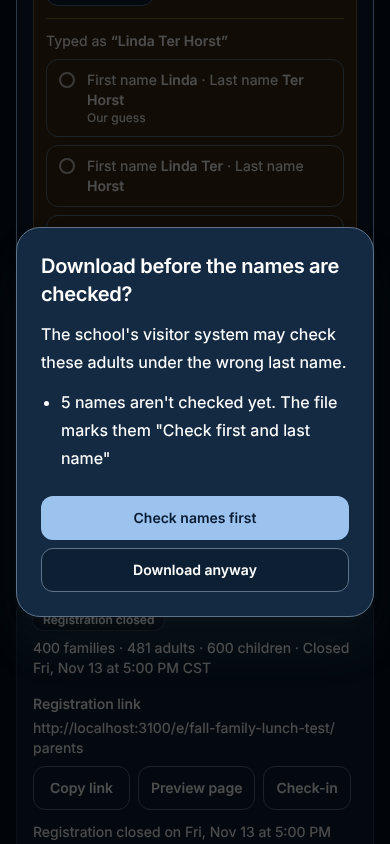 Typed as “Linda Ter Horst”
First name Linda · Last name Ter
Horst
Our guess
First name Linda Ter · Last name
Horst
Download before the names are
checked?
The school's visitor system may check
these adults under the wrong last name.
• 5 names aren't checked yet. The file
marks them "Check first and last
name"
Check names first
Download anyway
Registration closed
400 families · 481 adults · 600 children · Closed
Fri, Nov 13 at 5:00 PM CST
Registration link
http://localhost:3100/e/fall-family-lunch-test/
parents
Copy link
Preview page
Check-in
Registration closed on Fri, Nov 13 at 5:00 PM